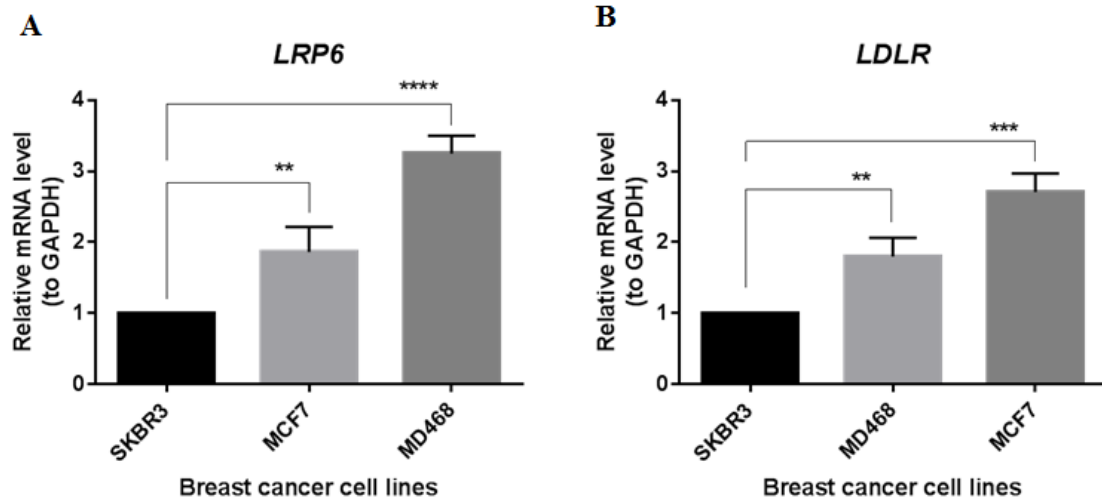 A
LRP6
****
**
4
3
2
1
0
Relative mRNA level
(to GAPDH)
SKBR3
MCF7
MD468
Breast cancer cell lines
B
LDLR
***
**
4
3
2
1
0
Relative mRNA level
(to GAPDH)
SKBR3
MD468
MCF7
Breast cancer cell lines